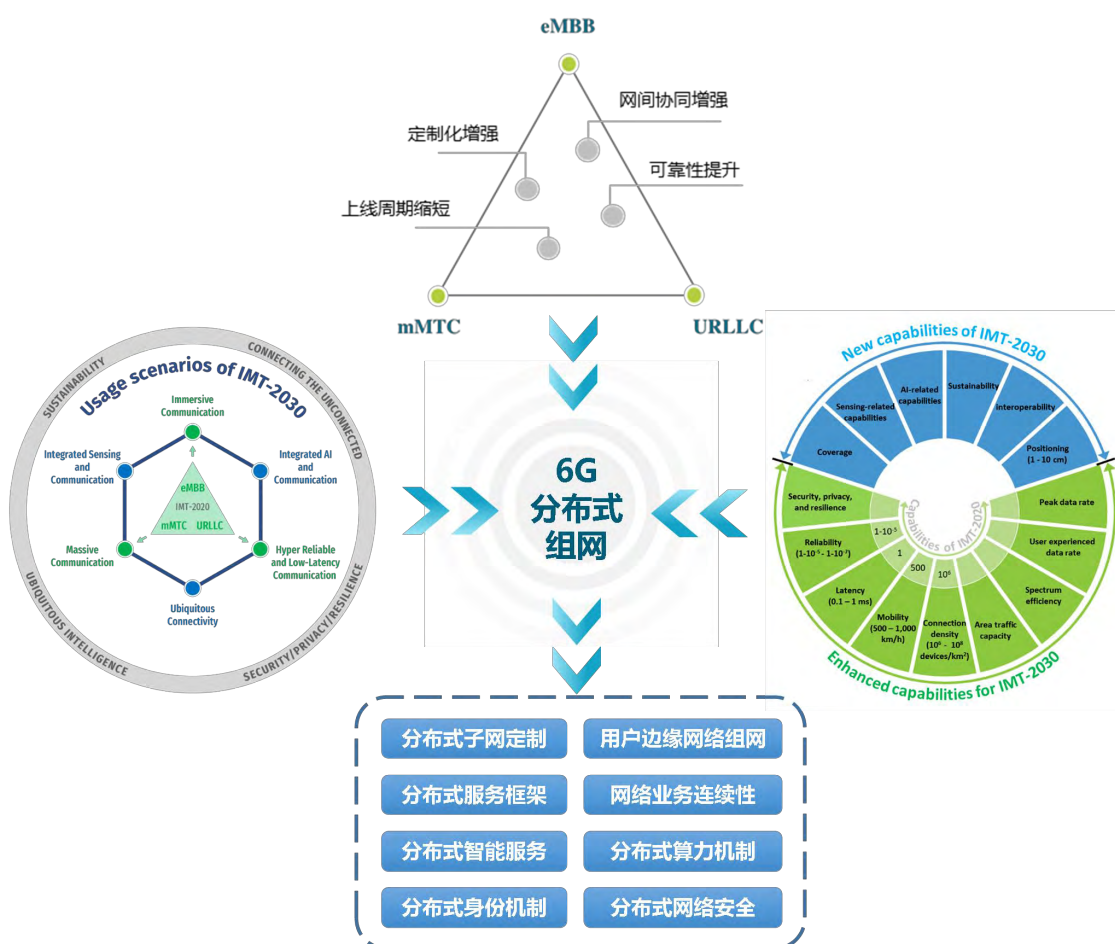 eMBB
网间协同增强
定制化增强
可靠性提升
上线周期缩短
mMTC
URLLC
SUSTAINABILITY
CONNECTING THE UNCONNECTED
UBIQUITOUS INTELLIGENCE
SECURITY/PRIVACY/RESILIENCE
Usage scenarios of IMT-2030
Immersive
Communication
Integrated Sensing
and
Communication
Integrated AI
and
Communication
eMBB
IMT-2020
mMTC
URLLC
Massive
Communication
Hyper Reliable
and Low-Latency
Communication
Ubiquitous
Connectivity
6G
分布式
组网
New capabilities of IMT-2030
Coverage
Sensing-related
capabilities
AI-related
capabilities
Sustainability
Interoperability
Positioning
(1 - 10 cm)
Security, privacy,
and resilience
Reliability
(1-10⁻⁵ - 1-10⁻⁷)
Latency
(0.1 – 1 ms)
Mobility
(500 – 1,000
km/h)
Connection
density
(10⁶ - 10⁸
devices/km²)
Area traffic
capacity
Spectrum
efficiency
User experienced
data rate
Peak data rate
Capabilities of IMT-2020
1-10⁻⁵
1
500
10⁶
Enhanced capabilities for IMT-2030
分布式子网定制
用户边缘网络组网
分布式服务框架
网络业务连续性
分布式智能服务
分布式算力机制
分布式身份机制
分布式网络安全